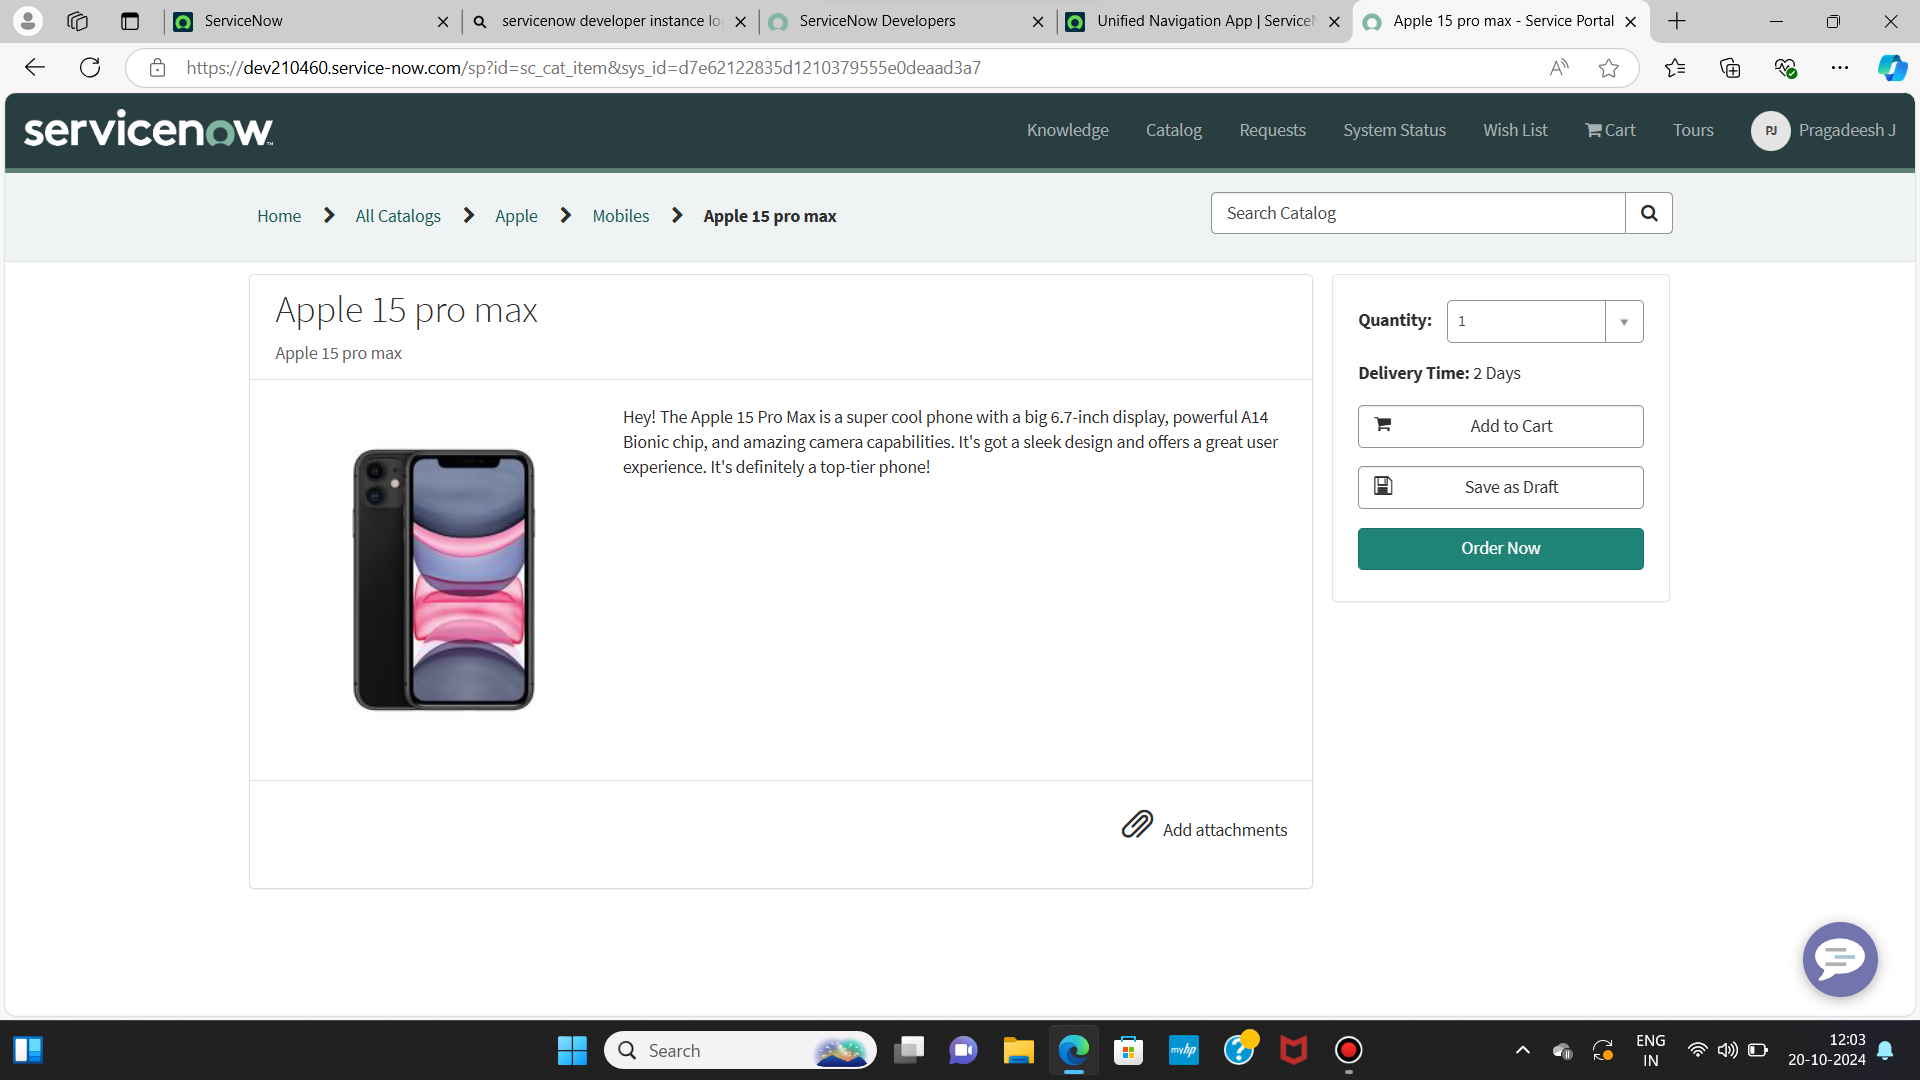 ServiceNow
servicenow developer instance lo
ServiceNow Developers
Unified Navigation App | Service
Apple 15 pro max - Service Portal
https://dev210460.service-now.com/sp?id=sc_cat_item&sys_id=d7e62122835d1210379555e0deaad3a7
servicenow
Knowledge
Catalog
Requests
System Status
Wish List
Cart
Tours
PJ
Pragadeesh J
Home
All Catalogs
Apple
Mobiles
Apple 15 pro max
Search Catalog
Apple 15 pro max
Apple 15 pro max
Hey! The Apple 15 Pro Max is a super cool phone with a big 6.7-inch display, powerful A14
Bionic chip, and amazing camera capabilities. It's got a sleek design and offers a great user
experience. It's definitely a top-tier phone!
Add attachments
Quantity: 1
Delivery Time: 2 Days
Add to Cart
Save as Draft
Order Now
Search
myhp
ENG
IN
12:03
20-10-2024